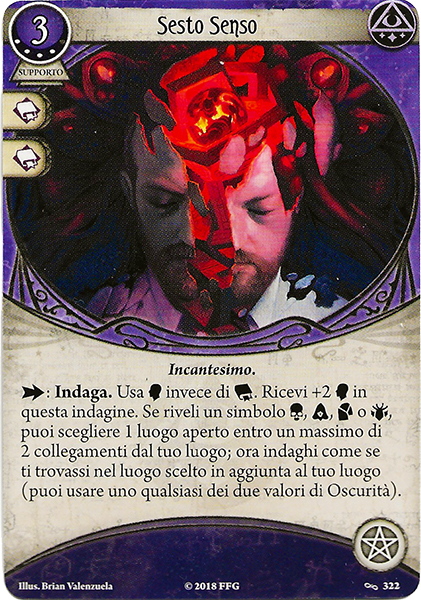 Sesto Senso
3
SUPPORTO
Incantesimo.
: Indaga. Usa invece di . Ricevi +2 in
questa indagine. Se riveli un simbolo , , o ,
puoi scegliere 1 luogo aperto entro un massimo di
2 collegamenti dal tuo luogo; ora indaghi come se
ti trovassi nel luogo scelto in aggiunta al tuo luogo
(puoi usare uno qualsiasi dei due valori di Oscurità).
Illus. Brian Valenzuela © 2018 FFG 322